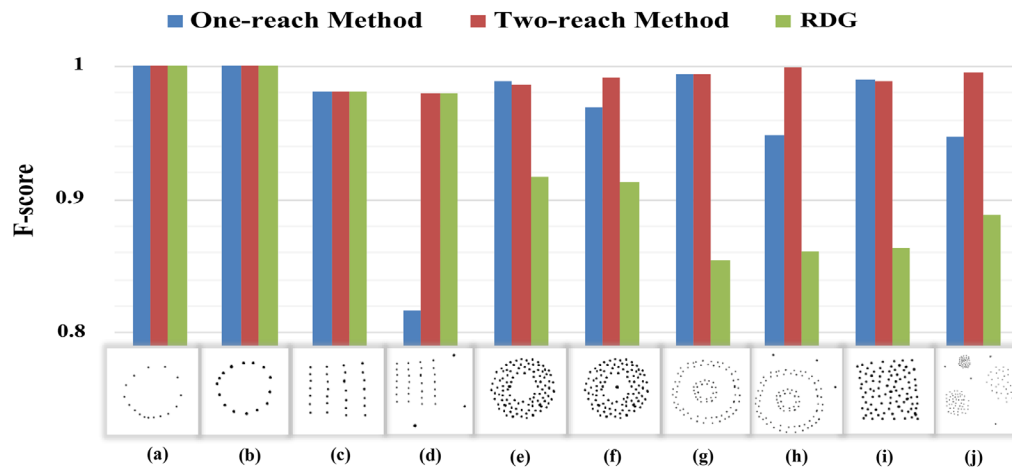 One-reach Method Two-reach Method RDG
1
0.9
0.8
F-score
(a) (b) (c) (d) (e) (f) (g) (h) (i) (j)